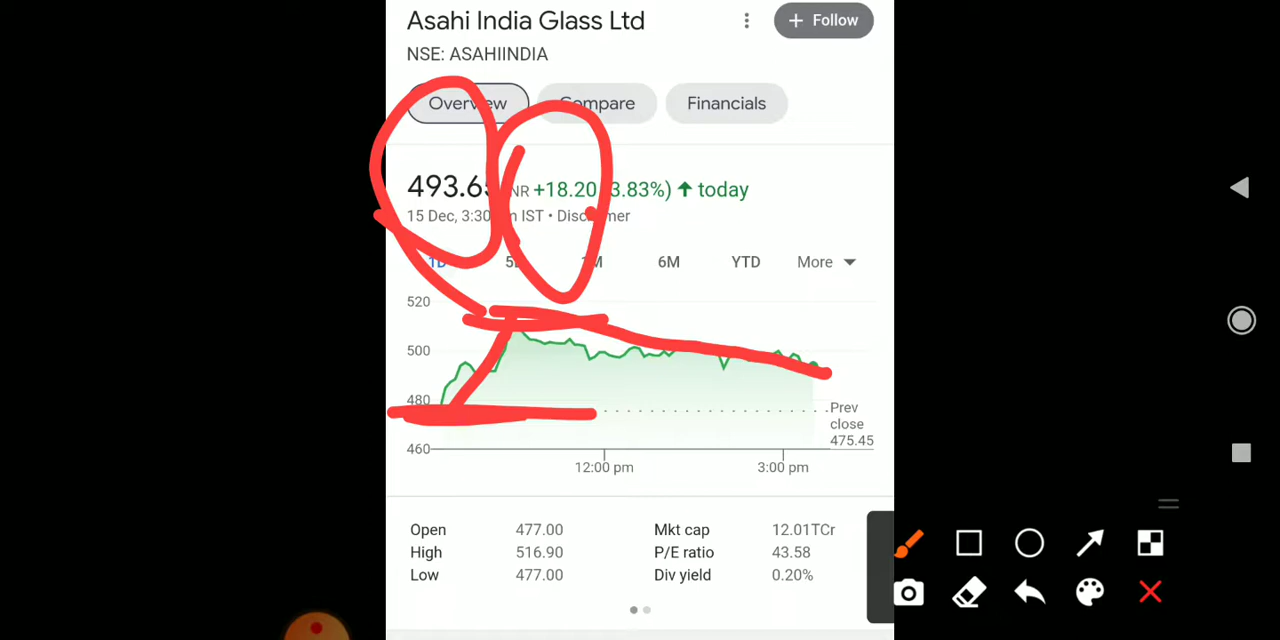 Asahi India Glass Ltd
+ Follow
NSE: ASAHIINDIA
Overview Compare Financials
493.65 +18.20 3.83%) ↑ today
15 Dec, 3:30 IST • Disclaimer
1D 6M YTD More
520
500
480
460
Prev
close
475.45
12:00 pm 3:00 pm
Open 477.00 Mkt cap 12.01TCr
High 516.90 P/E ratio 43.58
Low 477.00 Div yield 0.20%